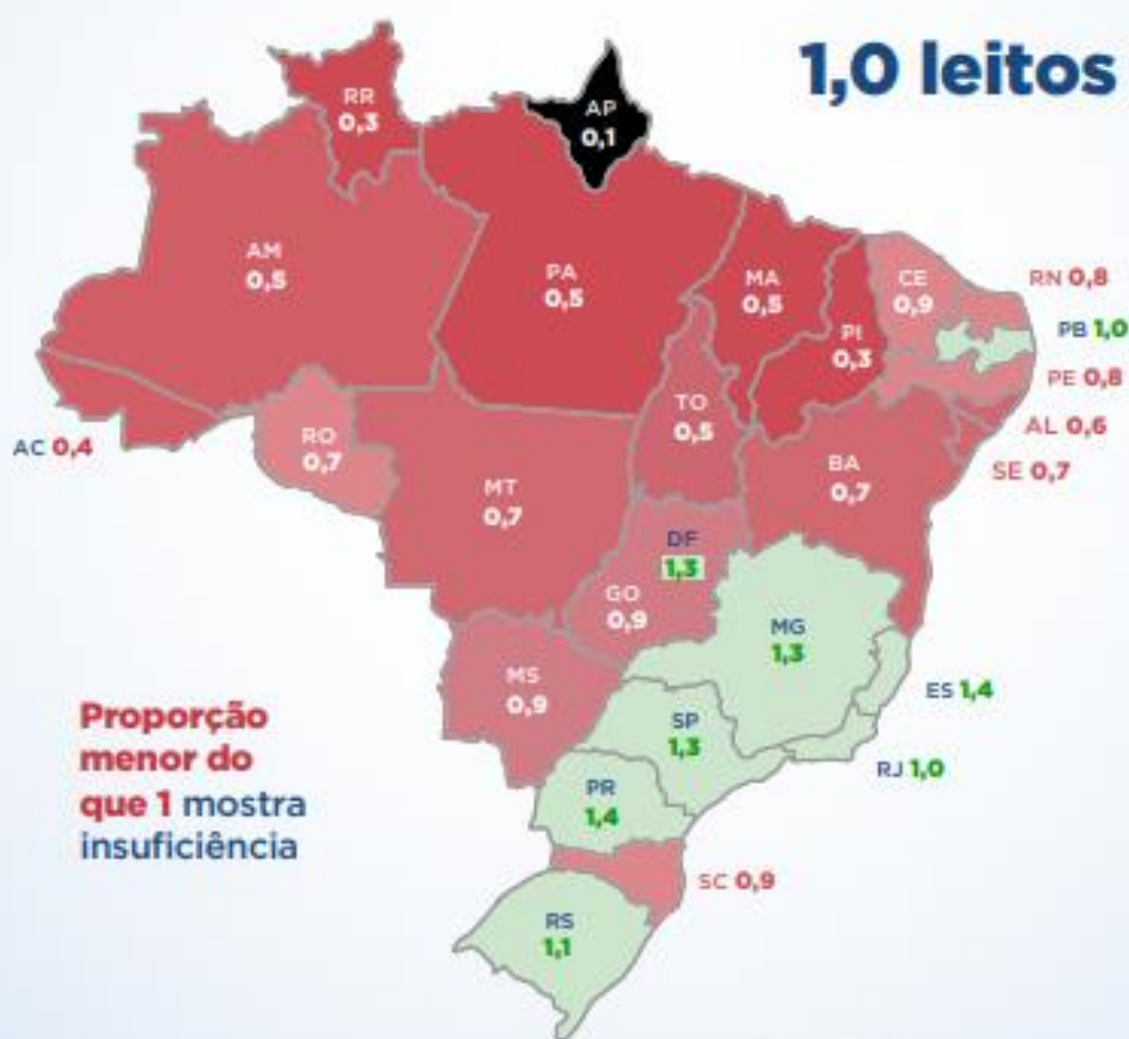 1,0 leitos
RR
0,3
AP
0,1
AM
0,5
PA
0,5
MA
0,5
PI
0,3
CE
0,9
RN 0,8
PB 1,0
PE 0,8
AL 0,6
SE 0,7
AC 0,4
RO
0,7
MT
0,7
TO
0,5
BA
0,7
DF
1,3
GO
0,9
MG
1,3
MS
0,9
ES 1,4
SP
1,3
RJ 1,0
PR
1,4
SC 0,9
RS
1,1
Proporção
menor do
que 1 mostra
insuficiência